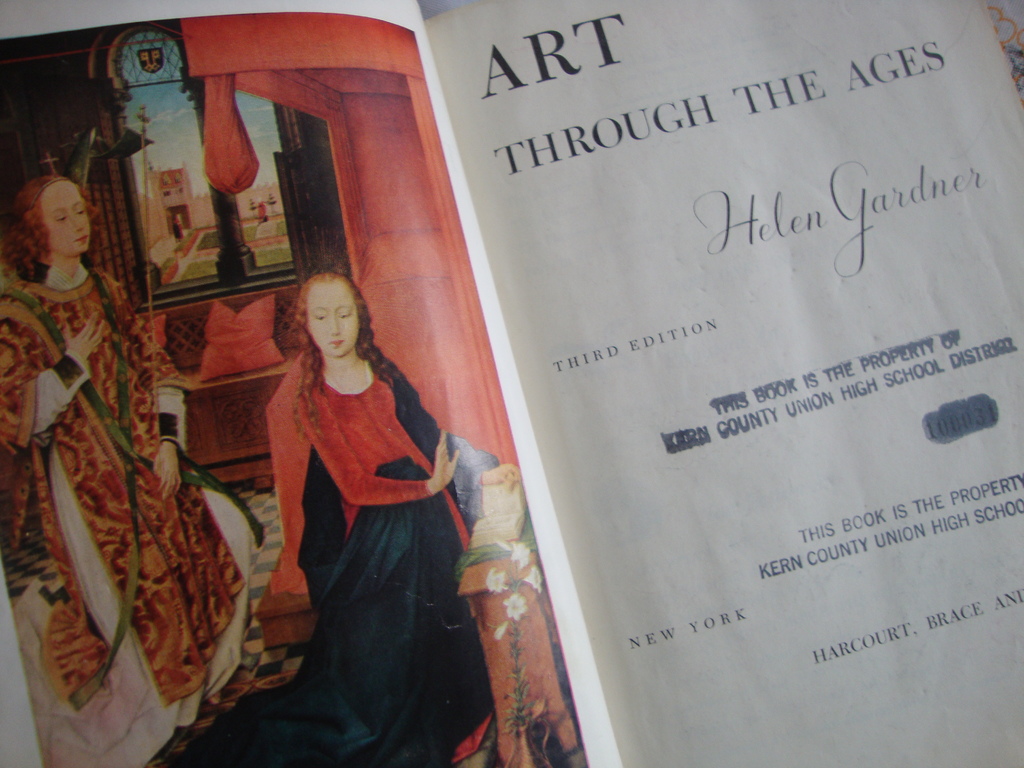 ART
THROUGH THE AGES
Helen Gardner
THIRD EDITION
THIS BOOK IS THE PROPERTY OF
KERN COUNTY UNION HIGH SCHOOL DISTRICT
THIS BOOK IS THE PROPERTY
KERN COUNTY UNION HIGH SCHOO
NEW YORK
HARCOURT, BRACE AND